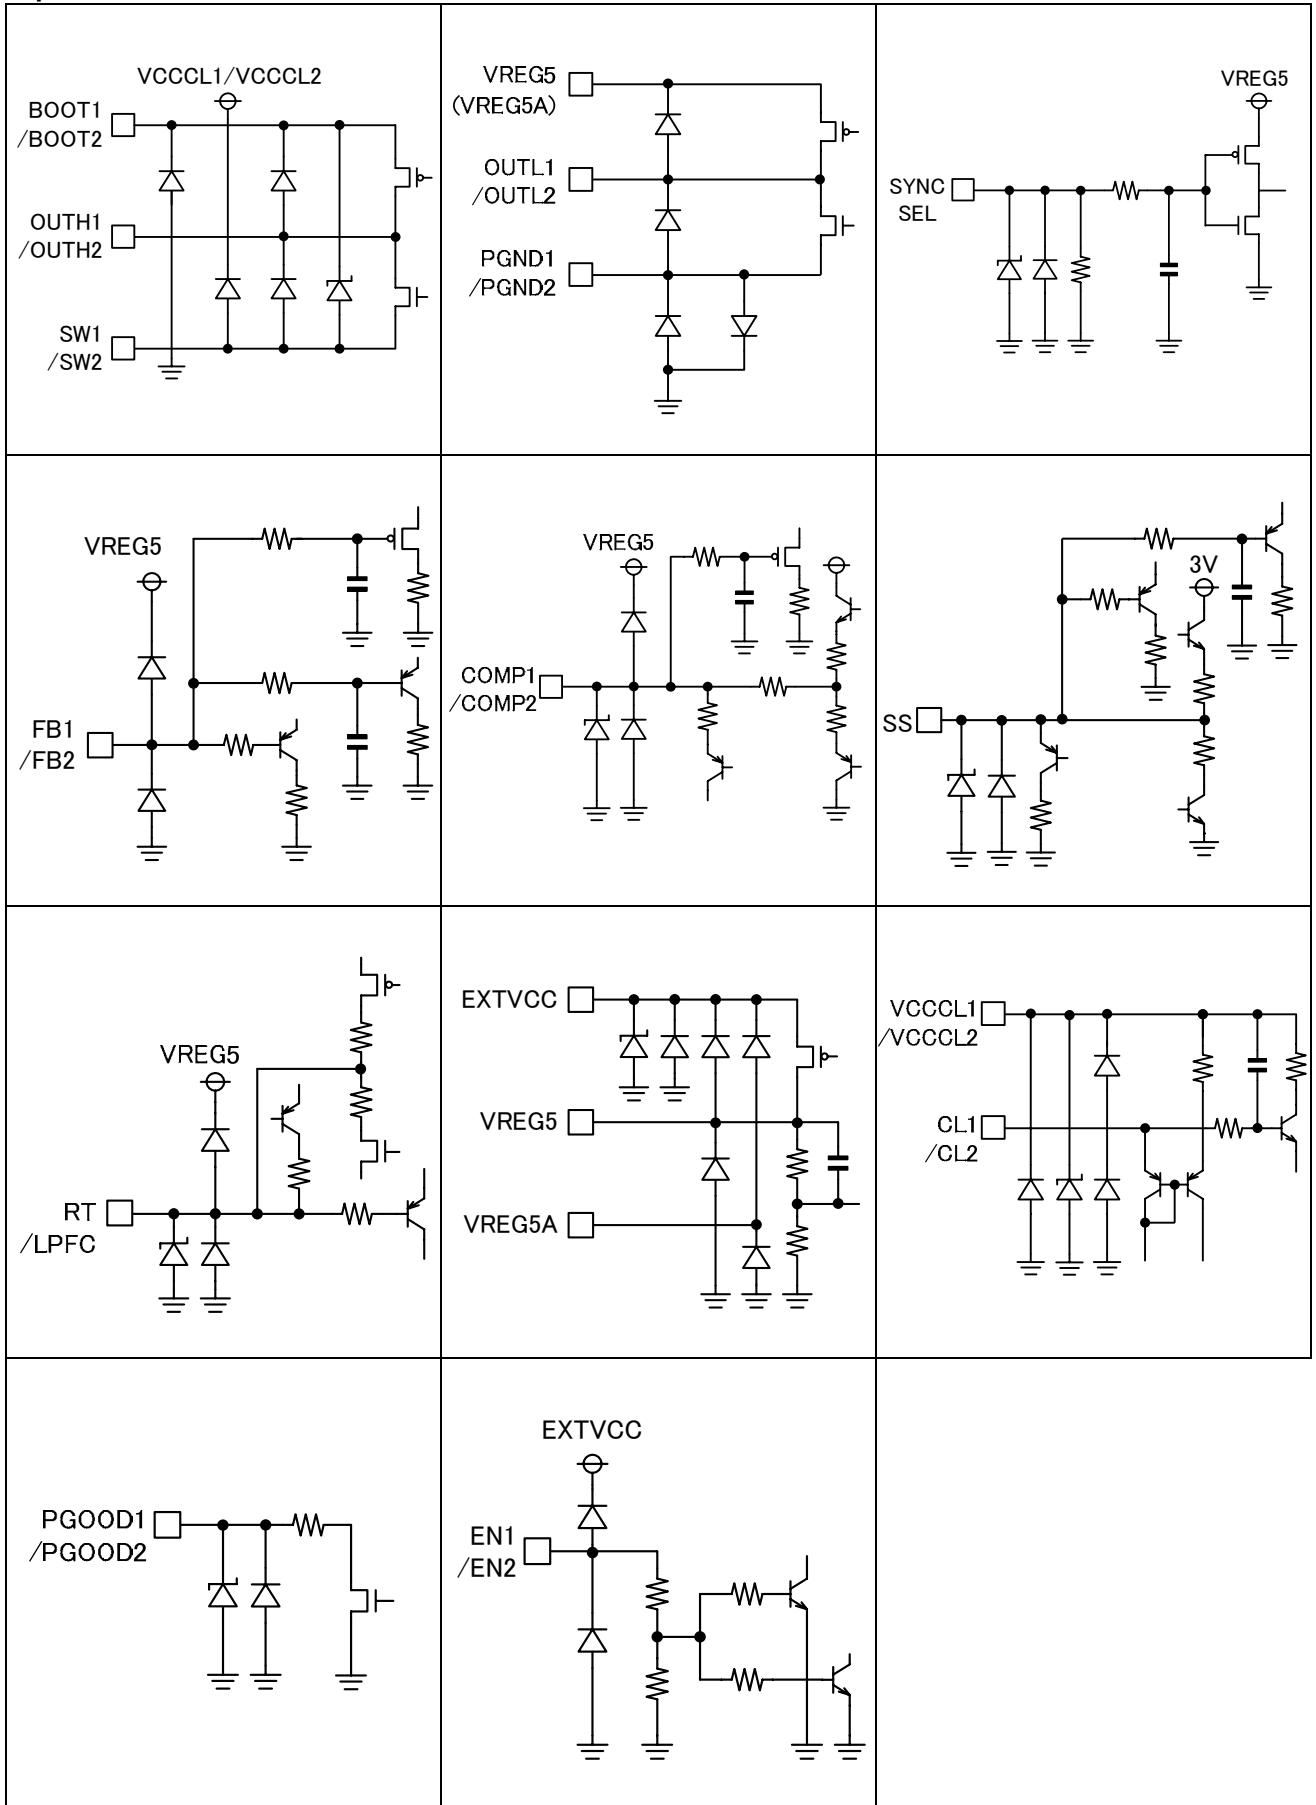 VCCCL1/VCCCL2
BOOT1
/BOOT2
OUTH1
/OUTH2
SW1
/SW2
VREG5
(VREG5A)
OUTL1
/OUTL2
PGND1
/PGND2
VREG5
SYNC
SEL
VREG5
FB1
/FB2
VREG5
COMP1
/COMP2
3V
SS
VREG5
RT
/LPFC
EXTVCC
VREG5
VREG5A
VCCCL1
/VCCCL2
CL1
/CL2
PGOOD1
/PGOOD2
EXTVCC
EN1
/EN2